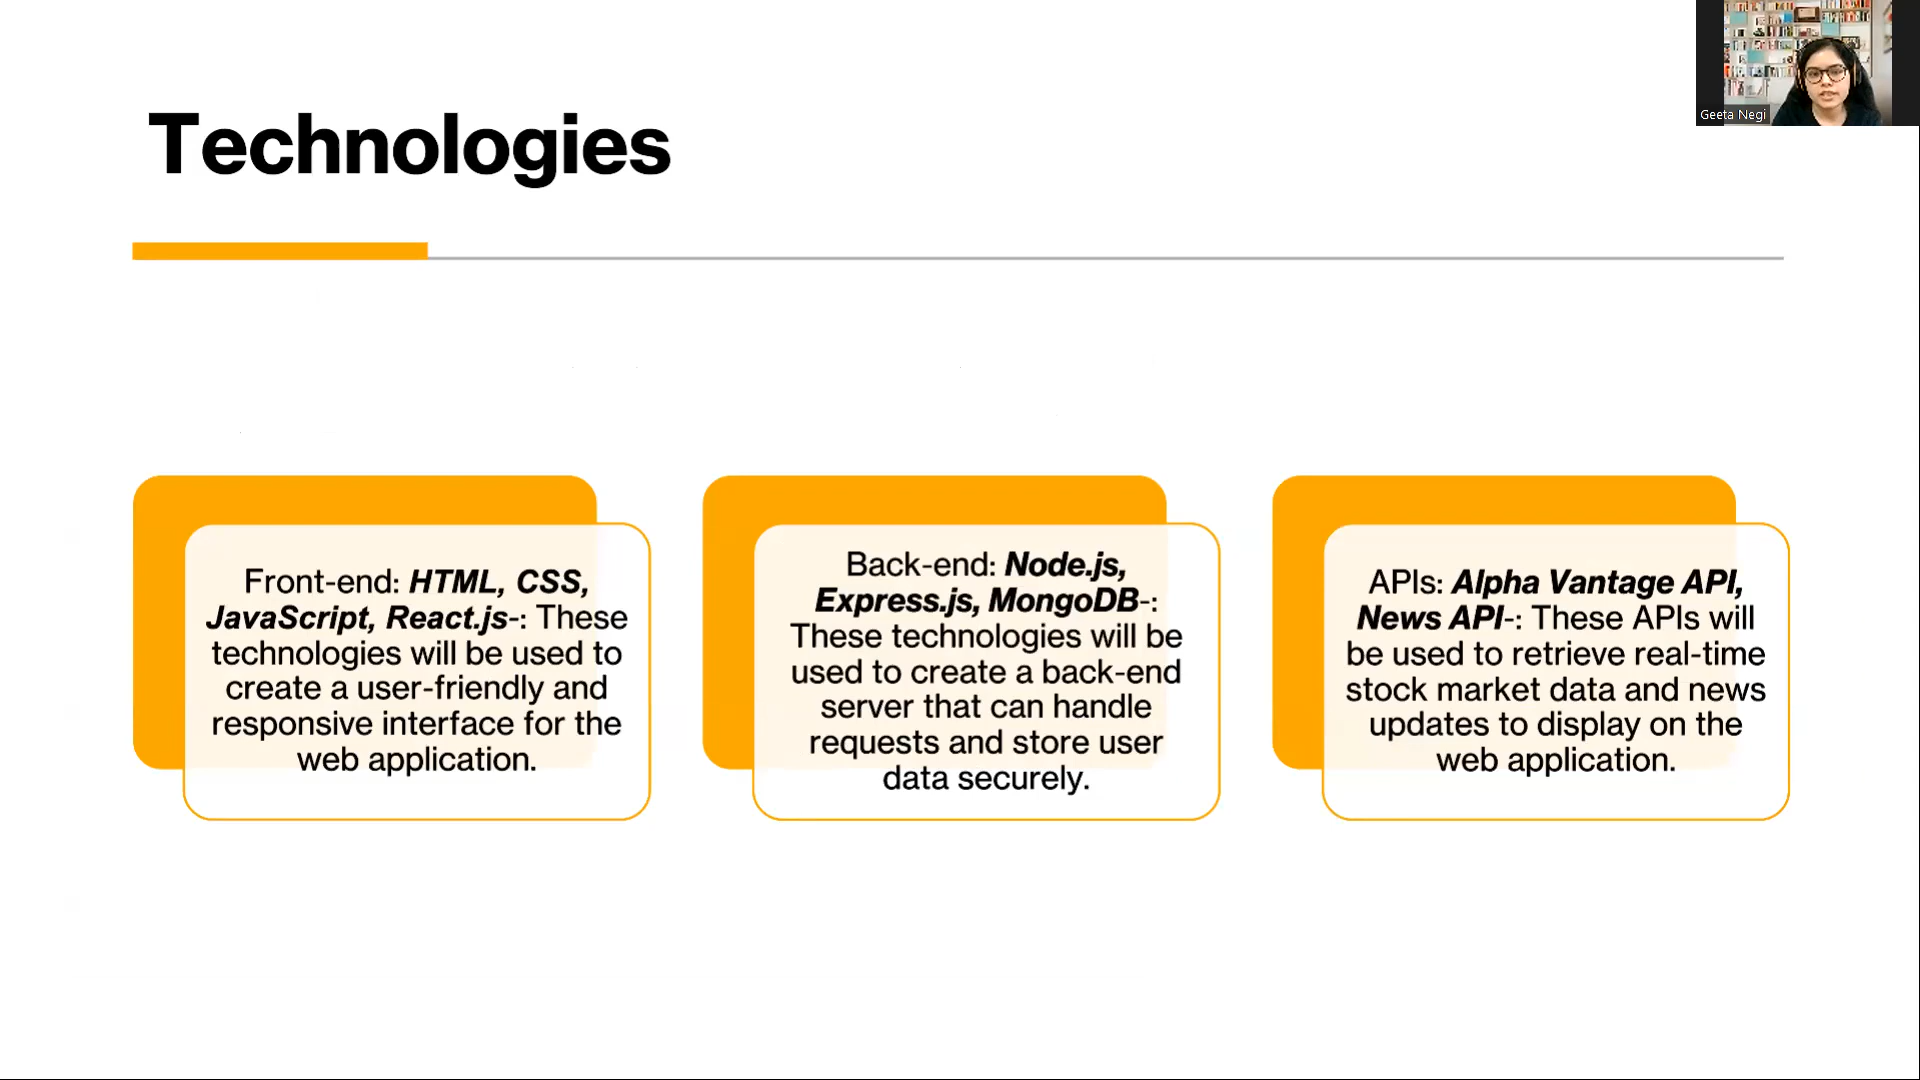 Geeta Negi
Technologies
Front-end: HTML, CSS,
JavaScript, React.js-: These
technologies will be used to
create a user-friendly and
responsive interface for the
web application.
Back-end: Node.js,
Express.js, MongoDB-:
These technologies will be
used to create a back-end
server that can handle
requests and store user
data securely.
APIs: Alpha Vantage API,
News API-: These APIs will
be used to retrieve real-time
stock market data and news
updates to display on the
web application.